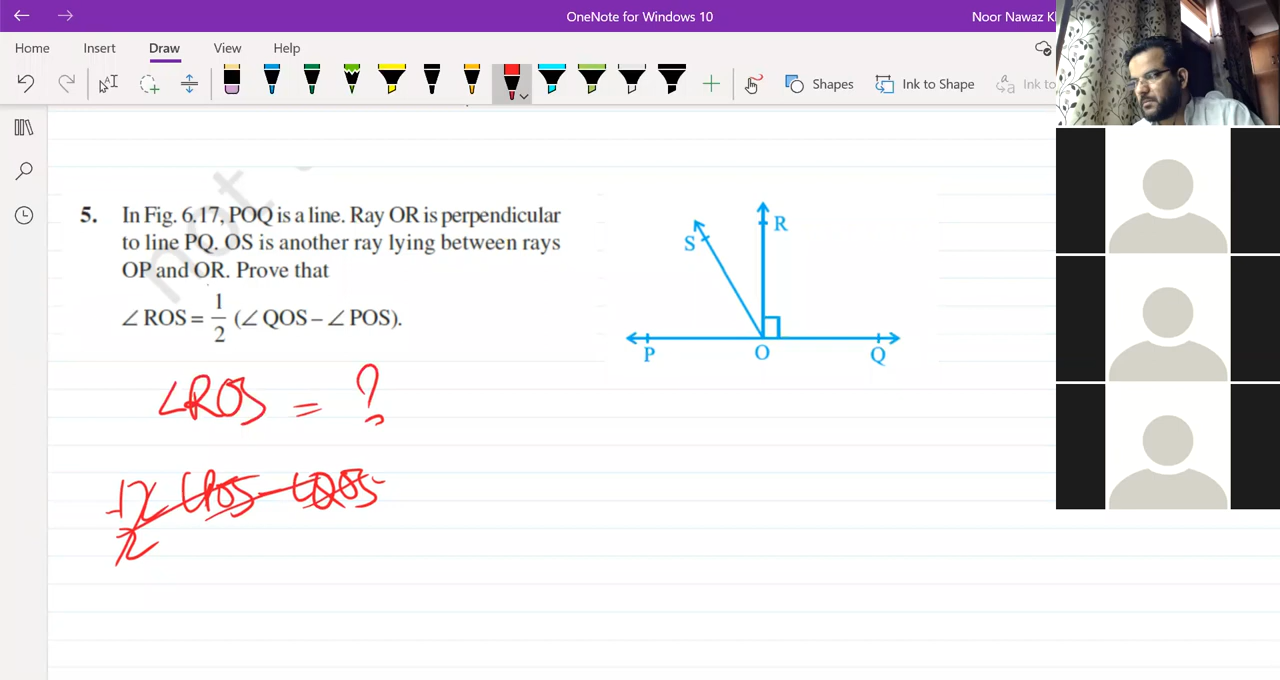 OneNote for Windows 10
Noor Nawaz Kh
Home Insert Draw View Help
Shapes Ink to Shape Ink to
not
5. In Fig. 6.17, POQ is a line. Ray OR is perpendicular
to line PQ. OS is another ray lying between rays
OP and OR. Prove that
∠ ROS = 1/2 (∠ QOS – ∠ POS).
S R
P O Q
∠ROS = ?